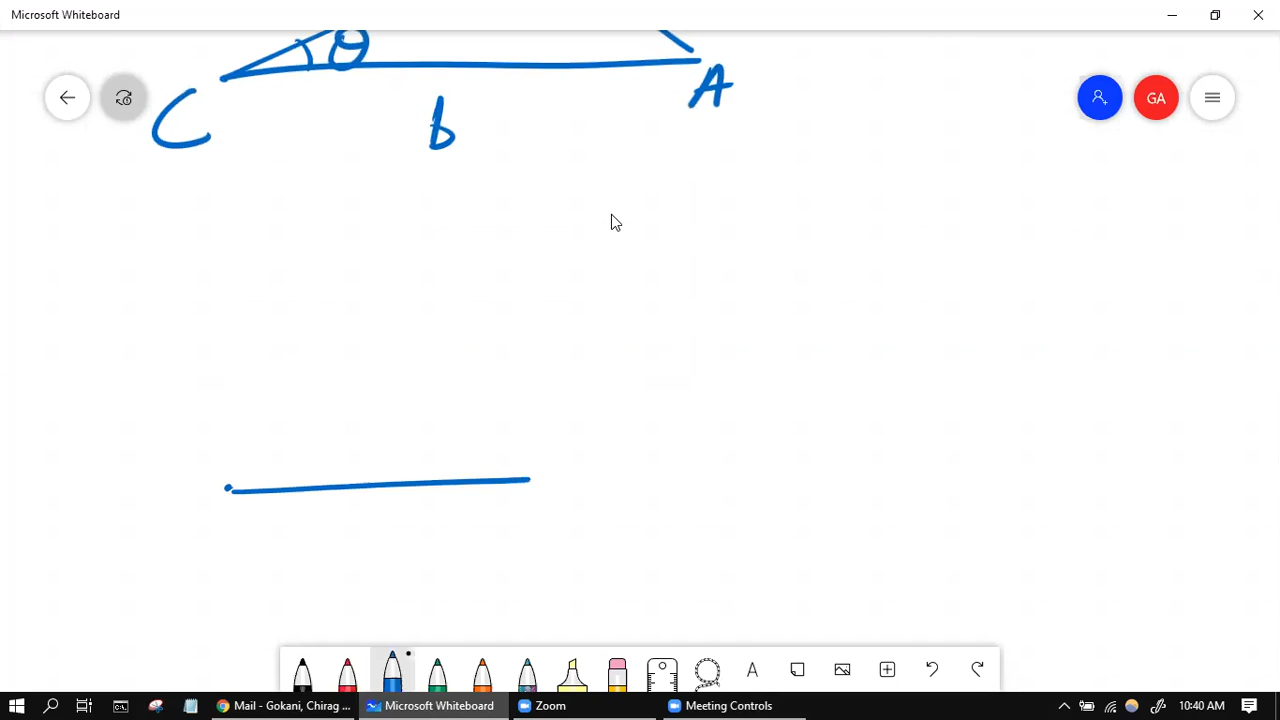 Microsoft Whiteboard
θ
C
b
A
GA
A
Mail - Gokani, Chirag ...
Microsoft Whiteboard
Zoom
Meeting Controls
10:40 AM